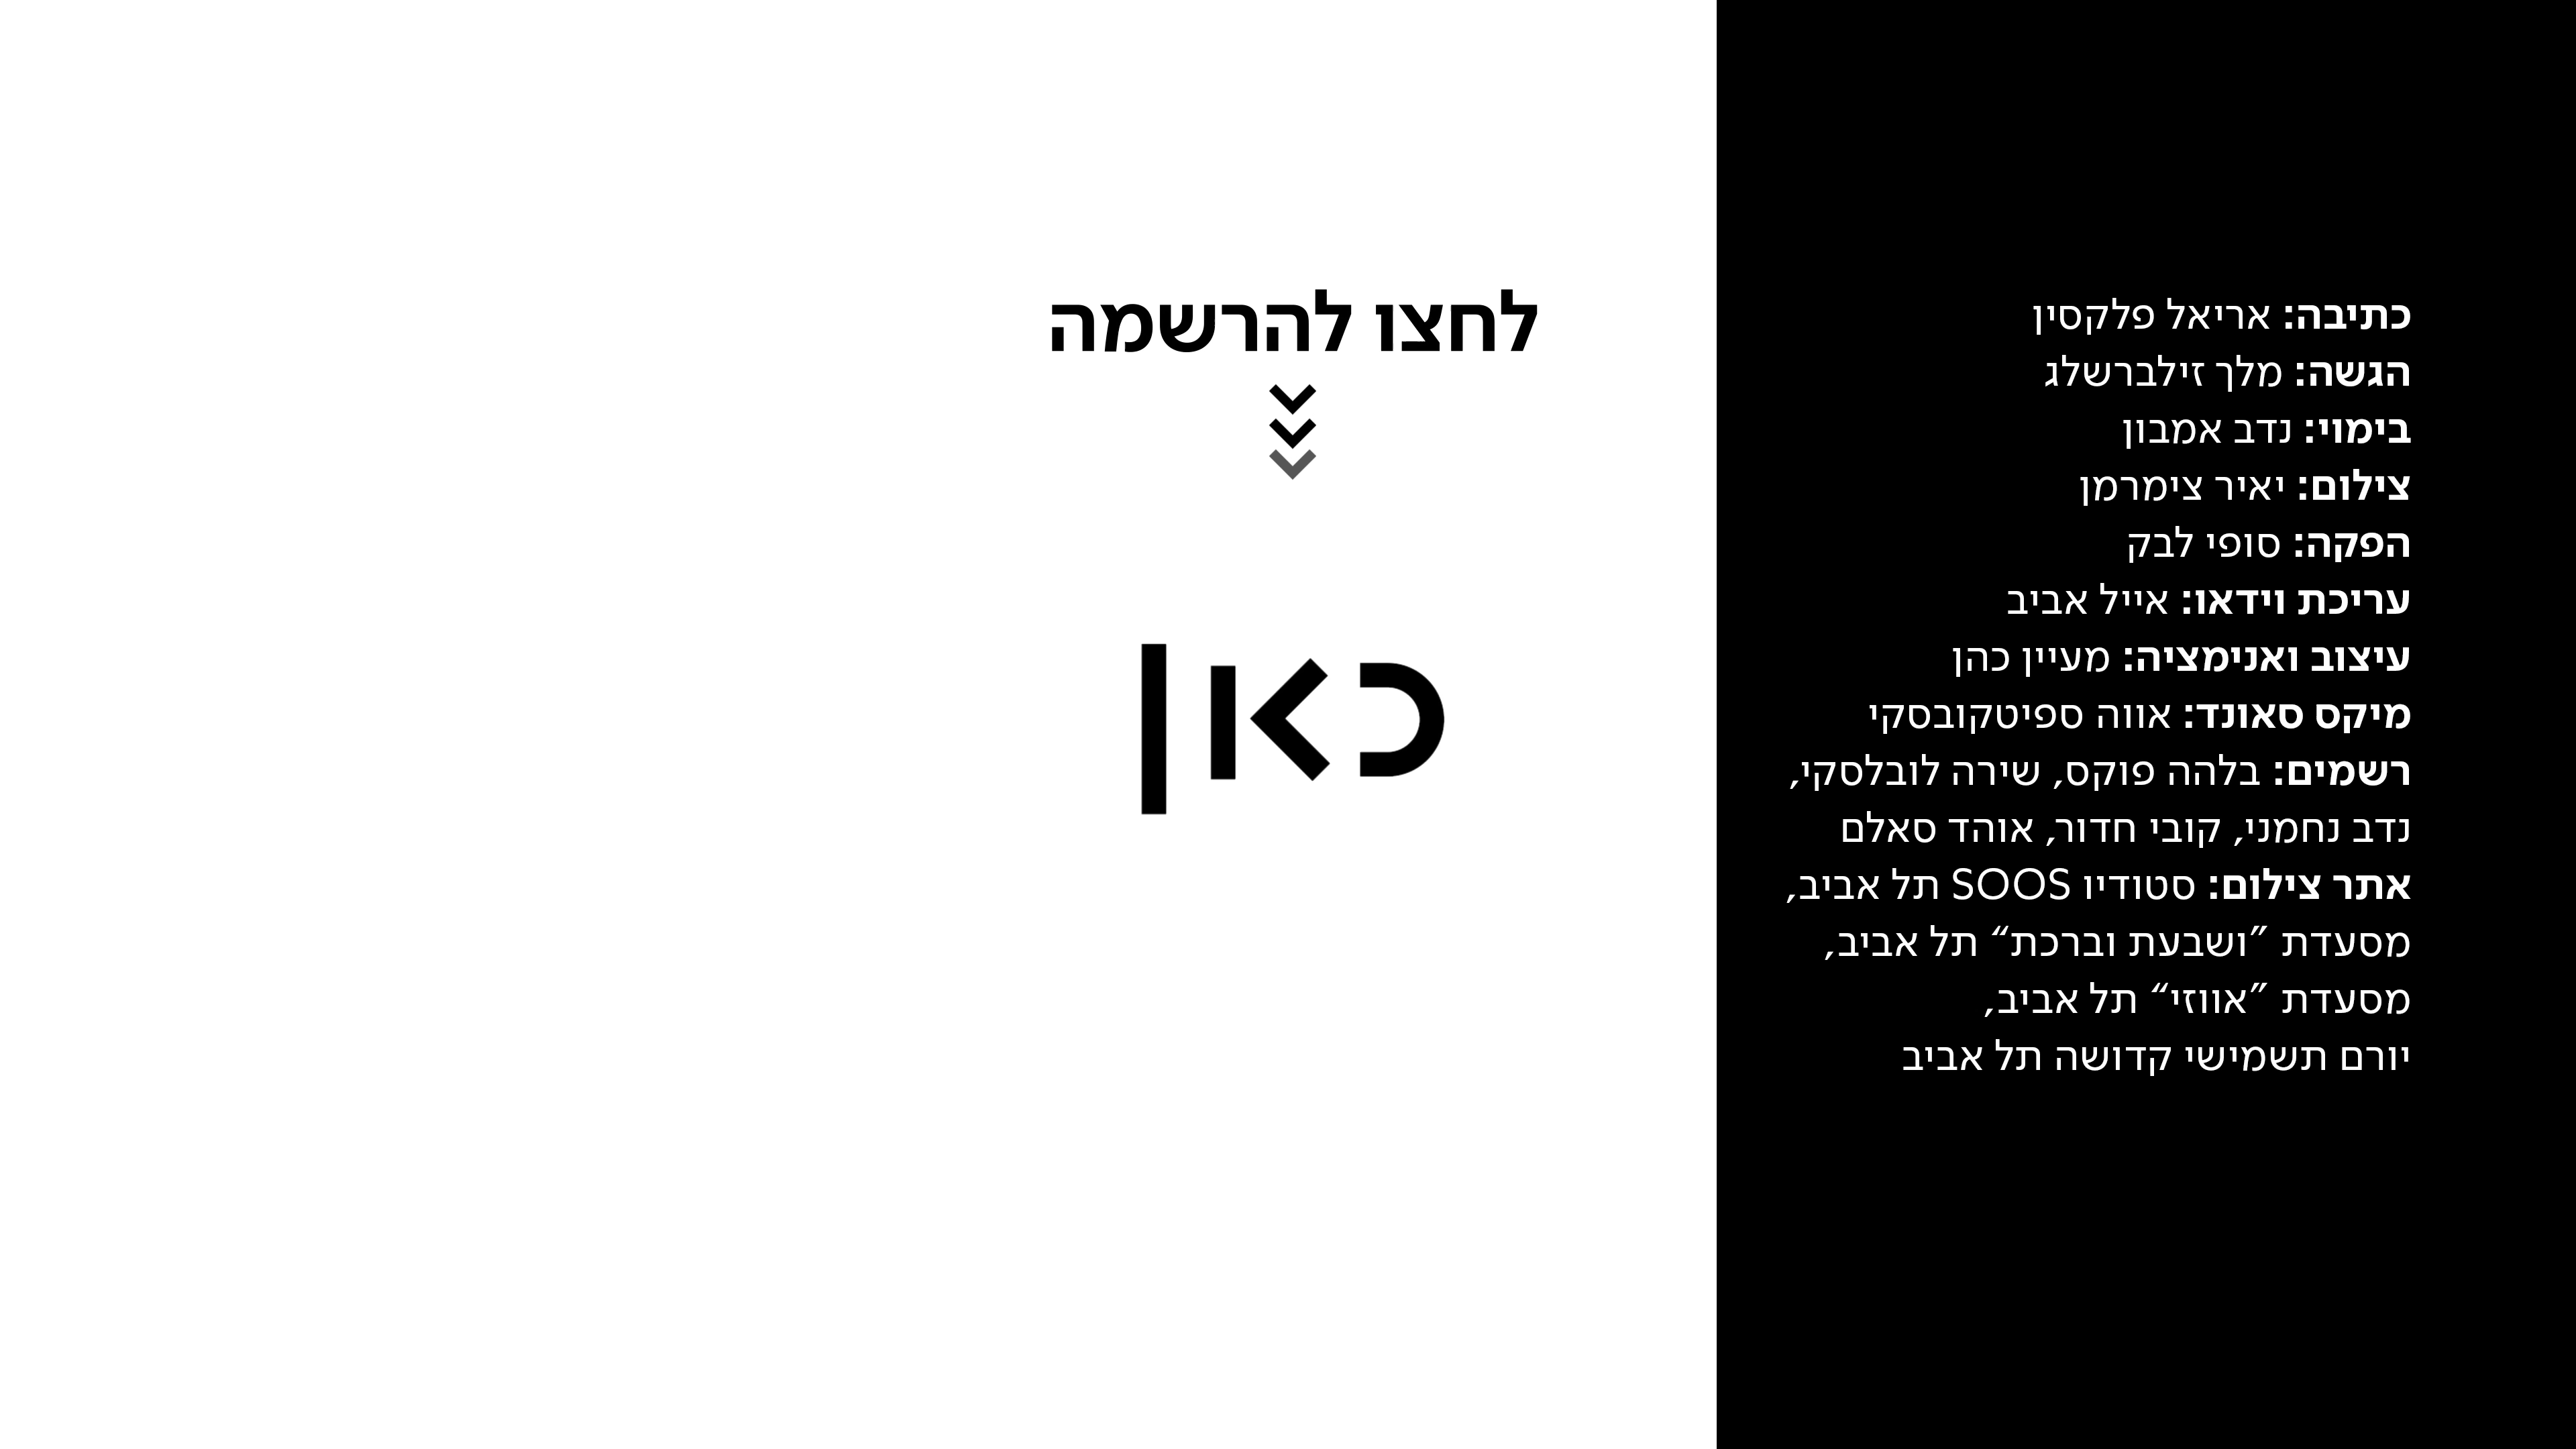 כתיבה: אריאל פלקסין
הגשה: מלך זילברשלג
בימוי: נדב אמבון
צילום: יאיר צימרמן
הפקה: סופי לבק
עריכת וידאו: אייל אביב
עיצוב ואנימציה: מעיין כהן
מיקס סאונד: אווה ספיטקובסקי
רשמים: בלהה פוקס, שירה לובלסקי,
נדב נחמני, קובי חדור, אוהד סאלם
אתר צילום: סטודיו SOOS תל אביב,
מסעדת ״ושבעת וברכת״ תל אביב,
מסעדת ״אווזי״ תל אביב,
יורם תשמישי קדושה תל אביב
לחצו להרשמה
כאן